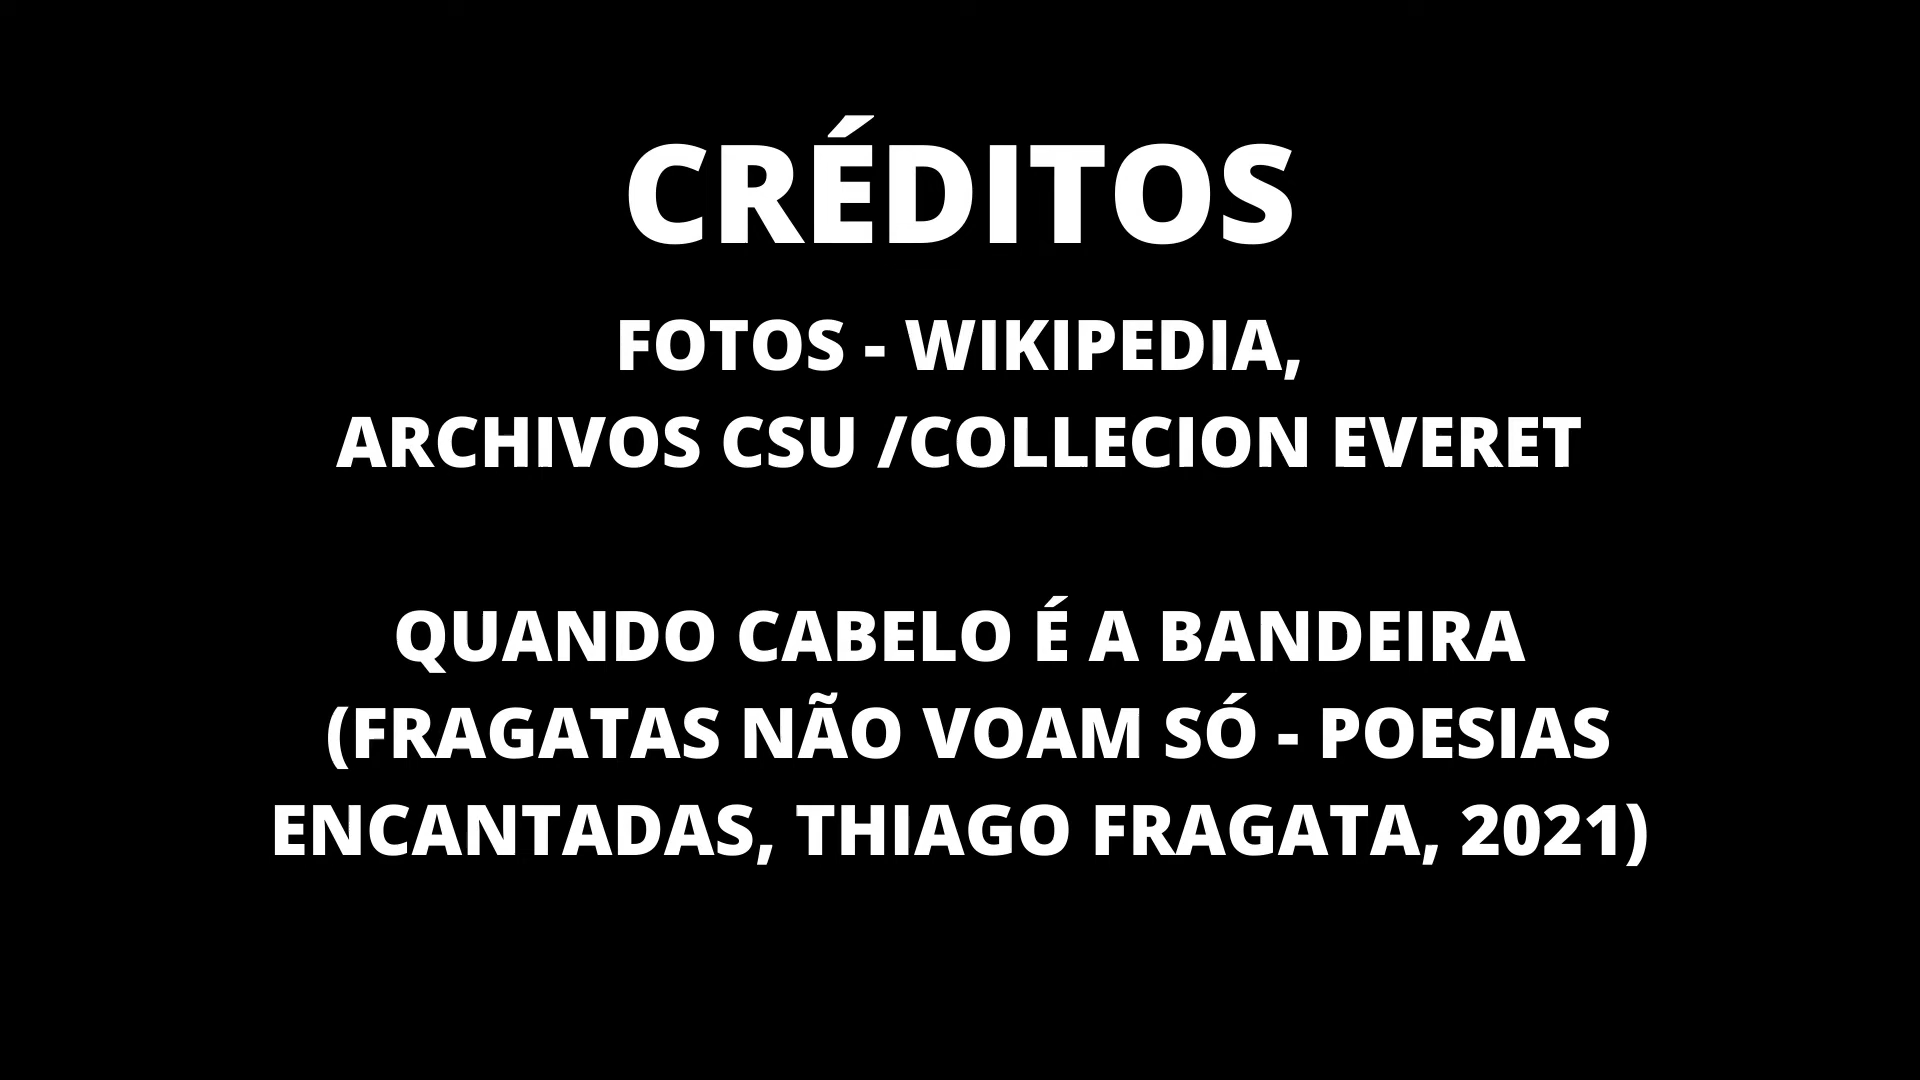 CRÉDITOS
FOTOS - WIKIPEDIA,
ARCHIVOS CSU /COLLECION EVERET
QUANDO CABELO É A BANDEIRA
(FRAGATAS NÃO VOAM SÓ - POESIAS
ENCANTADAS, THIAGO FRAGATA, 2021)